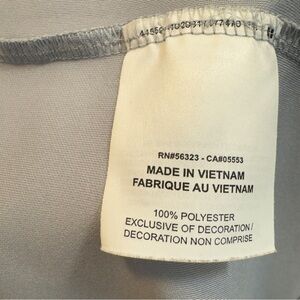 RN#56323 - CA#05553
MADE IN VIETNAM
FABRIQUE AU VIETNAM
100% POLYESTER
EXCLUSIVE OF DECORATION/
DECORATION NON COMPRISE